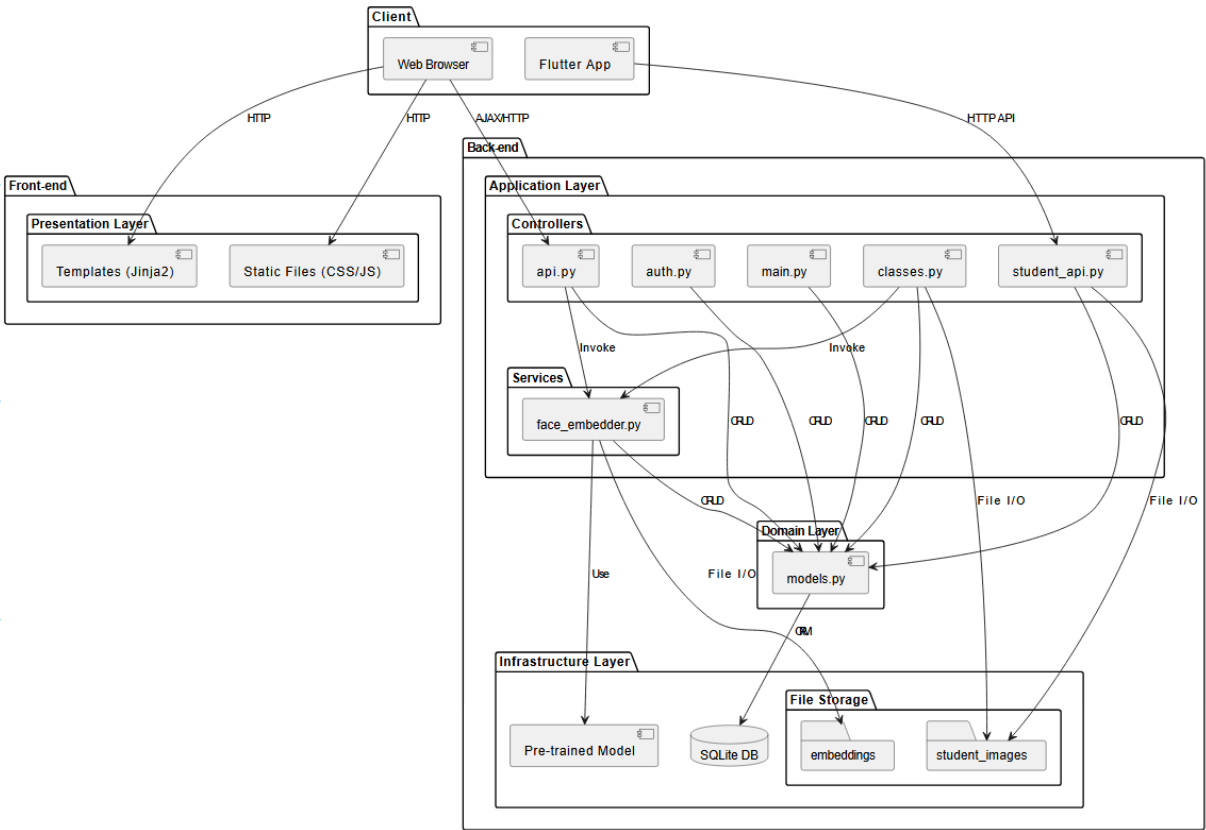 Client
Web Browser
Flutter App
HTTP
HTTP
AJAX/HTTP
HTTP API
Back-end
Front-end
Application Layer
Presentation Layer
Controllers
Templates (Jinja2)
Static Files (CSS/JS)
api.py
auth.py
main.py
classes.py
student_api.py
Invoke
Invoke
Services
face_embedder.py
CRUD
CRUD
CRUD
CRUD
CRUD
CRUD
File I/O
File I/O
Domain Layer
models.py
Use
File I/O
ORM
Infrastructure Layer
File Storage
Pre-trained Model
SQLite DB
embeddings
student_images